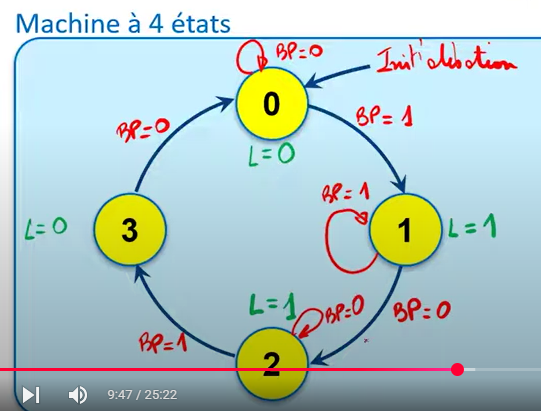 Machine à 4 états
BP=0
Initialisation
0
BP=0
BP=1
L=0
BP=1
L=0
3
1
L=1
L=1
BP=0
BP=0
BP=1
2
9:47 / 25:22